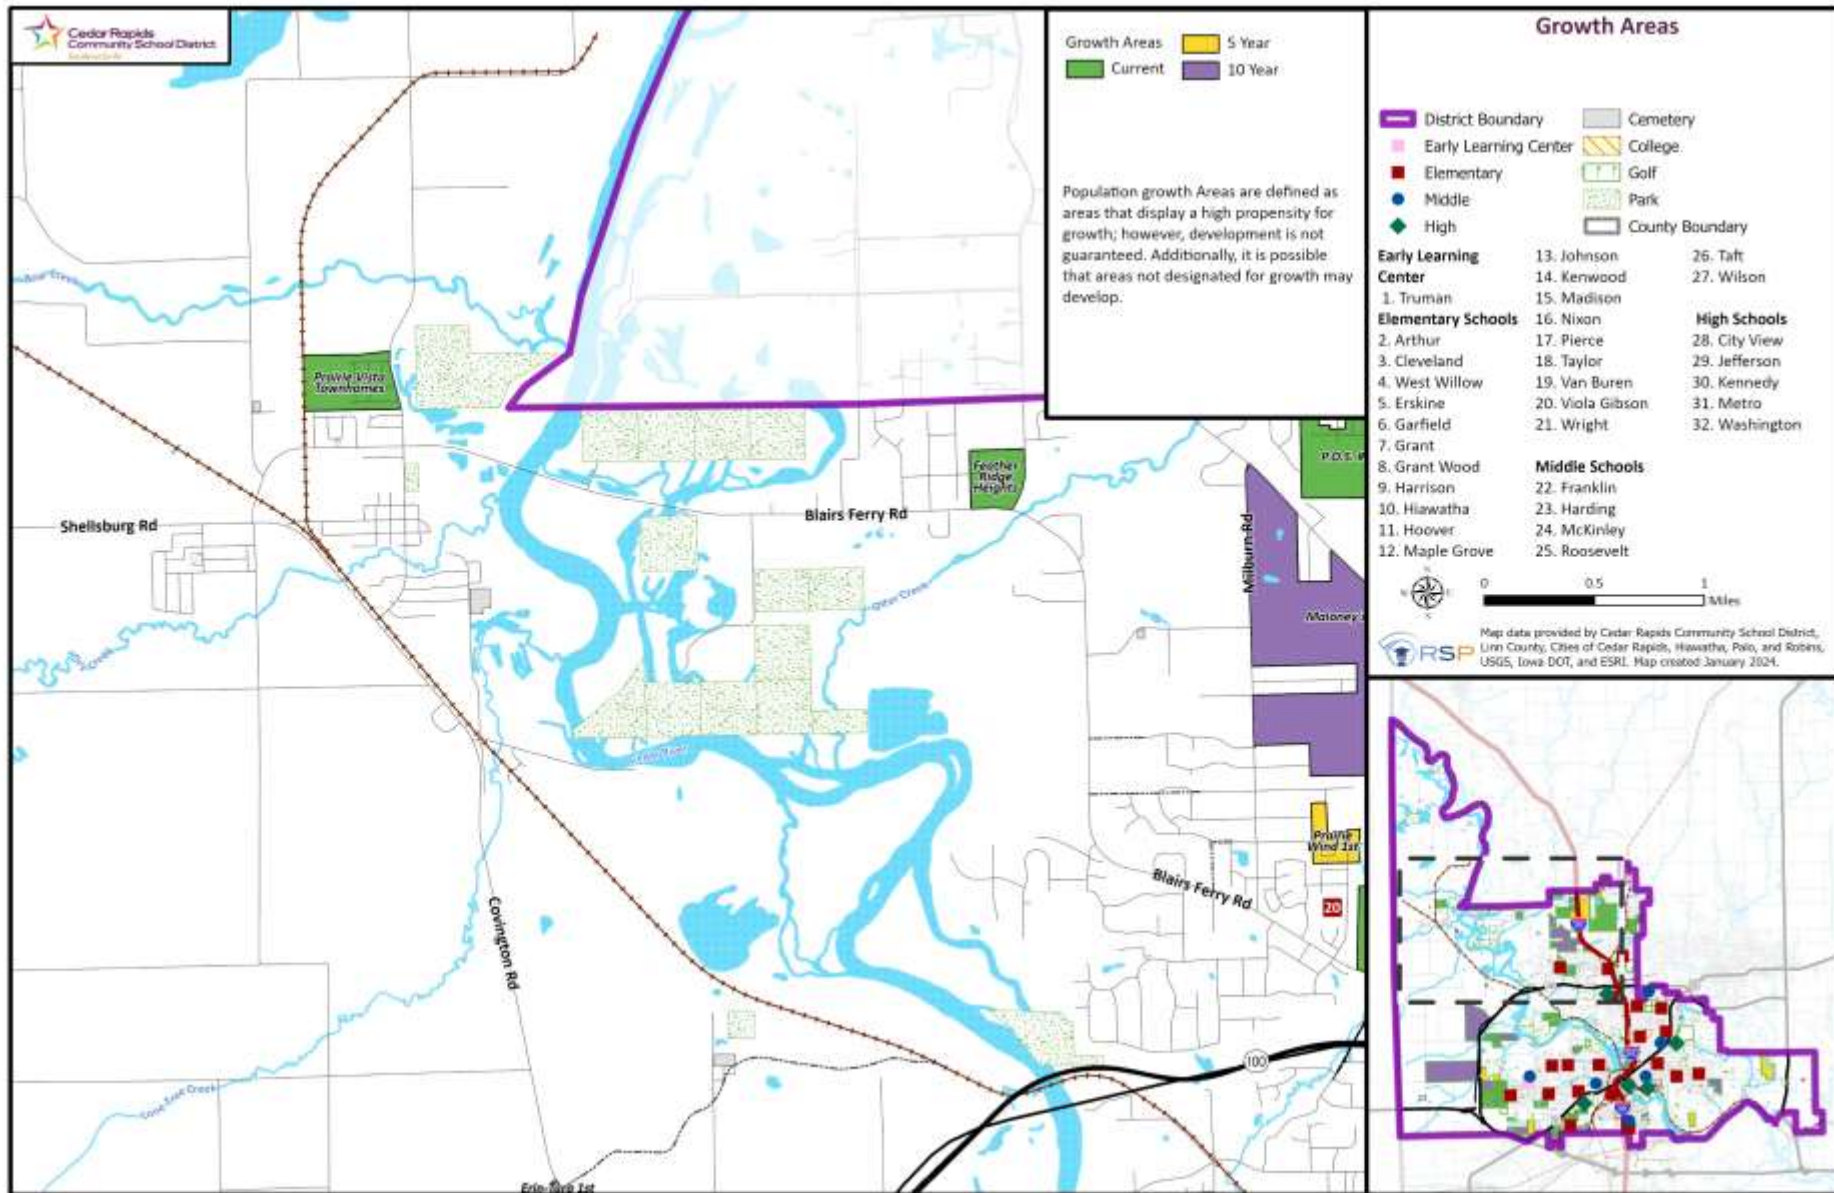 Cedar Rapids
Community School District
Growth Areas
Current
5 Year
10 Year
Population growth Areas are defined as
areas that display a high propensity for
growth; however, development is not
guaranteed. Additionally, it is possible
that areas not designated for growth may
develop.
Growth Areas
District Boundary
Early Learning Center
Elementary
Middle
High
Cemetery
College
Golf
Park
County Boundary
Early Learning
Center
1. Truman
Elementary Schools
2. Arthur
3. Cleveland
4. West Willow
5. Erskine
6. Garfield
7. Grant
8. Grant Wood
9. Harrison
10. Hiawatha
11. Hoover
12. Maple Grove
13. Johnson
14. Kenwood
15. Madison
16. Nixon
17. Pierce
18. Taylor
19. Van Buren
20. Viola Gibson
21. Wright
Middle Schools
22. Franklin
23. Harding
24. McKinley
25. Roosevelt
26. Taft
27. Wilson
High Schools
28. City View
29. Jefferson
30. Kennedy
31. Metro
32. Washington
0 0.5 1
Miles
RSP
Map data provided by Cedar Rapids Community School District,
Linn County, Cities of Cedar Rapids, Hiawatha, Palo, and Robins,
USGS, Iowa DOT, and ESRI. Map created January 2024.
Prairie Vista
Townhomes
Feather
Ridge
Heights
P.D.S.
Shellsburg Rd
Blairs Ferry Rd
Milburn Rd
Otter Creek
Maloney
Creek
Prairie
Wind 1st
Blairs Ferry Rd
20
Covington Rd
100
Lone Tree Creek